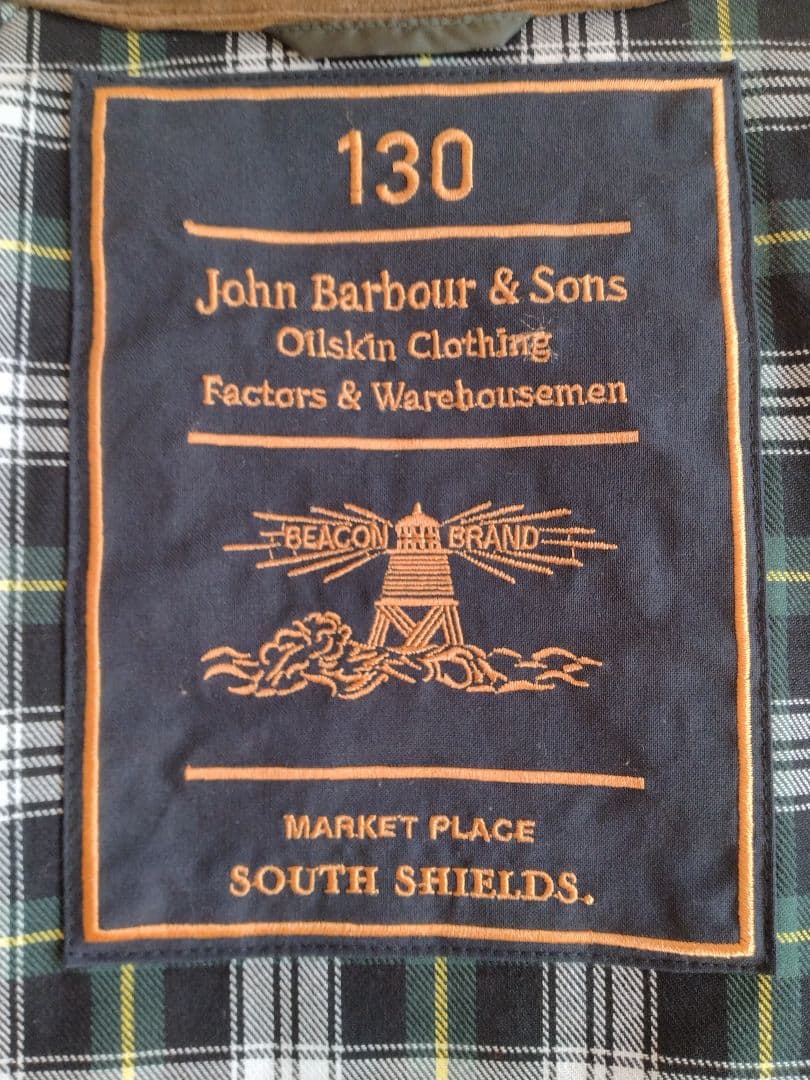 130
John Barbour & Sons
Oilskin Clothing
Factors & Warehousemen
BEACON BRAND
MARKET PLACE
SOUTH SHIELDS.